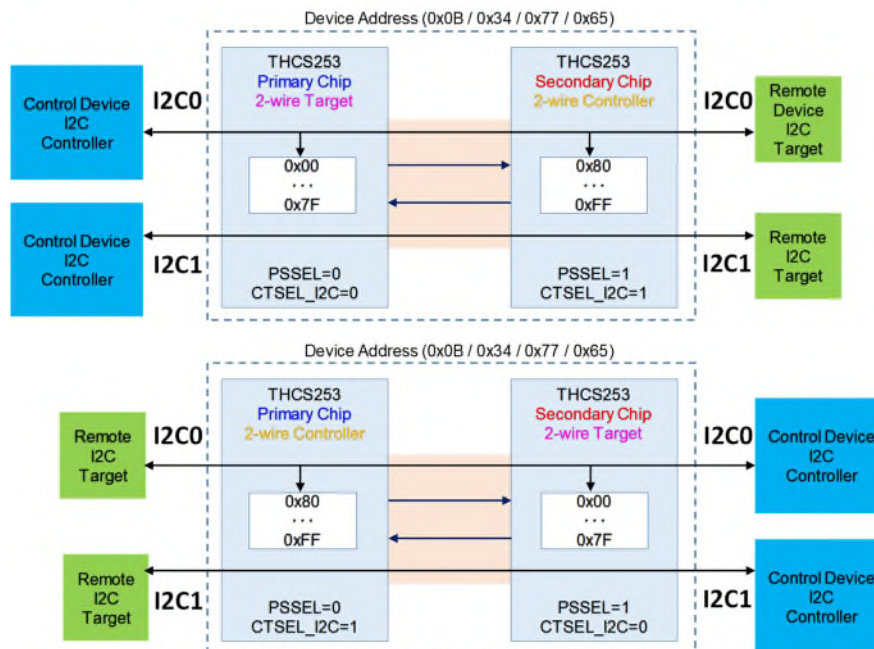 Device Address (0x0B / 0x34 / 0x77 / 0x65)
Control Device
I2C
Controller
I2C0
THCS253
Primary Chip
2-wire Target
0x00
...
0x7F
THCS253
Secondary Chip
2-wire Controller
0x80
...
0xFF
I2C0
Remote
Device
I2C
Target
Control Device
I2C
Controller
I2C1
PSSEL=0
CTSEL_I2C=0
PSSEL=1
CTSEL_I2C=1
I2C1
Remote
I2C
Target
Device Address (0x0B / 0x34 / 0x77 / 0x65)
Remote
I2C
Target
I2C0
THCS253
Primary Chip
2-wire Controller
0x80
...
0xFF
THCS253
Secondary Chip
2-wire Target
0x00
...
0x7F
I2C0
Control Device
I2C
Controller
Remote
I2C
Target
I2C1
PSSEL=0
CTSEL_I2C=1
PSSEL=1
CTSEL_I2C=0
I2C1
Control Device
I2C
Controller